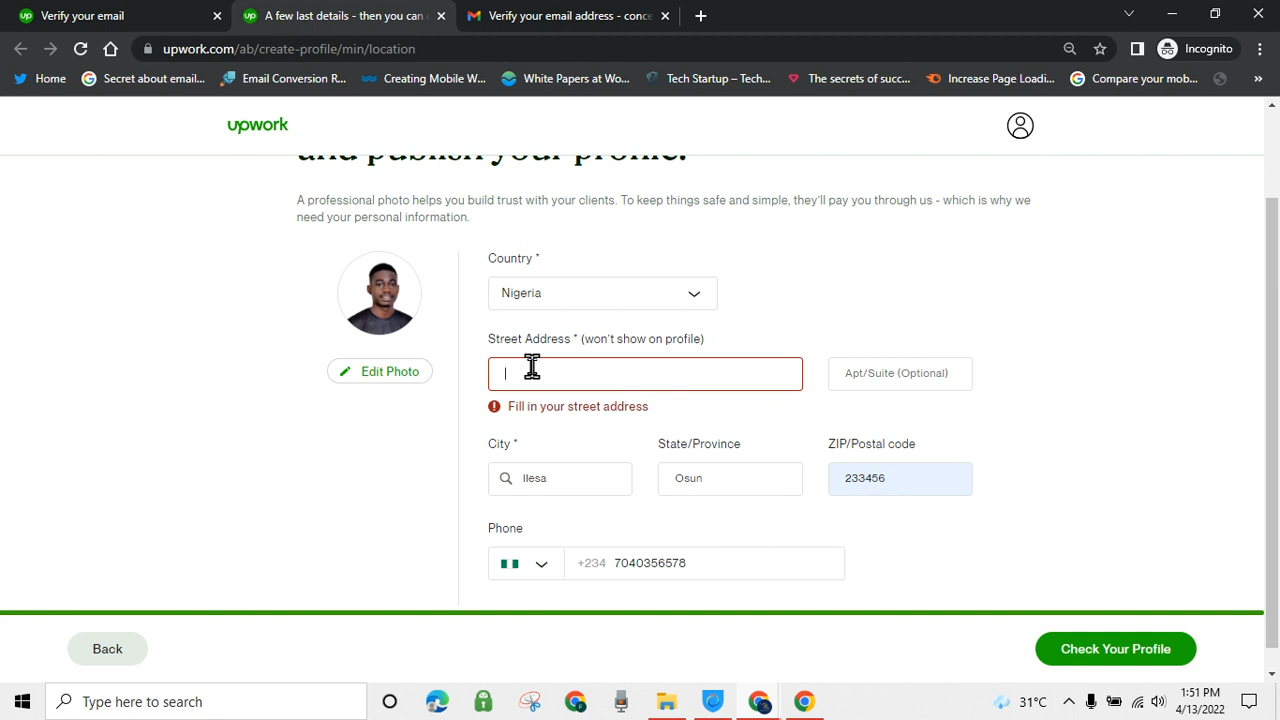 Verify your email
A few last details - then you can
Verify your email address - conce
upwork.com/ab/create-profile/min/location
Incognito
Home
Secret about email...
Email Conversion R...
Creating Mobile W...
White Papers at Wo...
Tech Startup – Tech...
The secrets of succ...
Increase Page Loadi...
Compare your mob...
»
upwork
and publish your profile.
A professional photo helps you build trust with your clients. To keep things safe and simple, they'll pay you through us - which is why we
need your personal information.
Edit Photo
Country *
Nigeria
Street Address * (won't show on profile)
Apt/Suite (Optional)
Fill in your street address
City *
State/Province
ZIP/Postal code
Ilesa
Osun
233456
Phone
+234 7040356578
Back
Check Your Profile
Type here to search
31°C
1:51 PM
4/13/2022